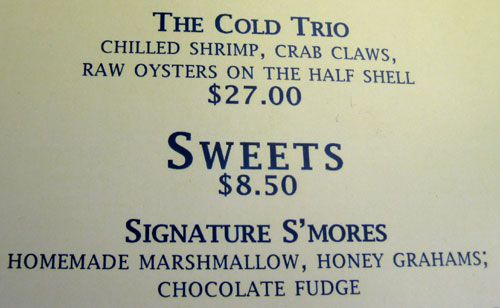 The Cold Trio
chilled shrimp, crab claws,
raw oysters on the half shell
$27.00
Sweets
$8.50
Signature S'mores
homemade marshmallow, honey grahams;
chocolate fudge